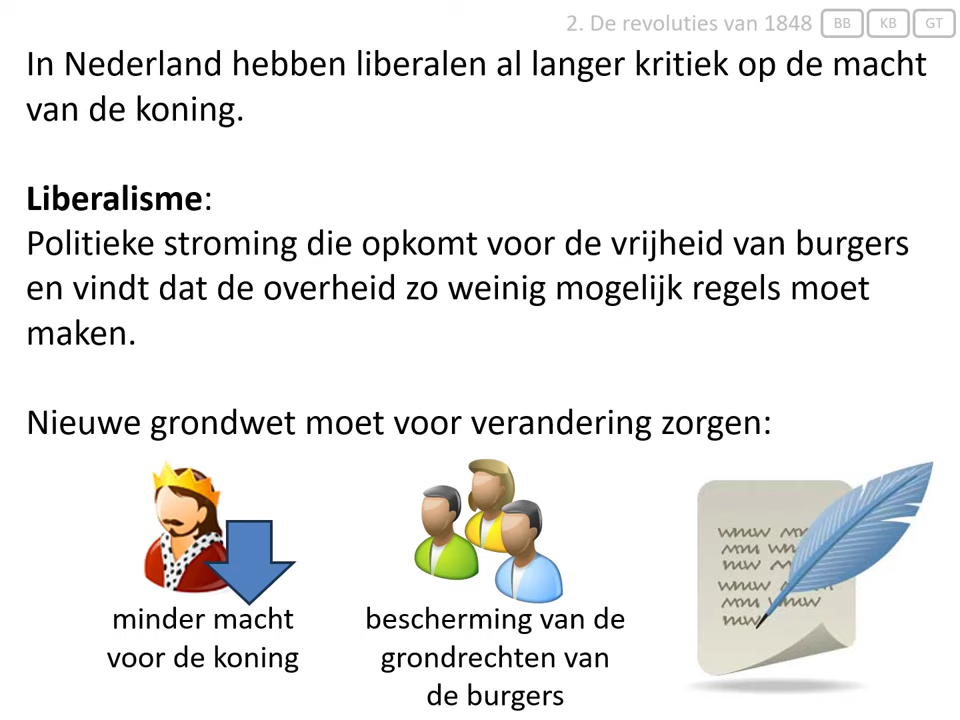 2. De revoluties van 1848 BB KB GT
In Nederland hebben liberalen al langer kritiek op de macht
van de koning.
Liberalisme:
Politieke stroming die opkomt voor de vrijheid van burgers
en vindt dat de overheid zo weinig mogelijk regels moet
maken.
Nieuwe grondwet moet voor verandering zorgen:
minder macht
voor de koning
bescherming van de
grondrechten van
de burgers